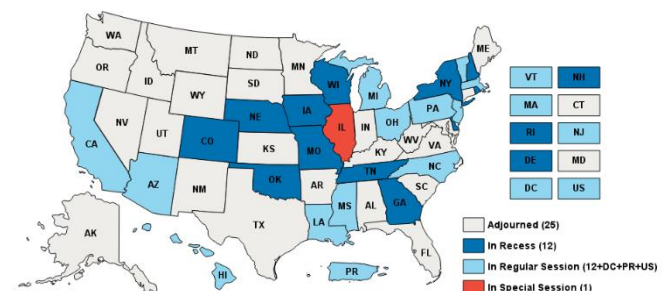 WA
OR
CA
NV
ID
MT
WY
UT
AZ
CO
NM
ND
SD
NE
KS
OK
TX
MN
IA
MO
AR
LA
WI
IL
MI
IN
OH
KY
TN
MS
AL
GA
FL
SC
NC
VA
WV
PA
NY
ME
AK
HI
PR
VT NH
MA CT
RI NJ
DE MD
DC US
Adjourned (25)
In Recess (12)
In Regular Session (12+DC+PR+US)
In Special Session (1)